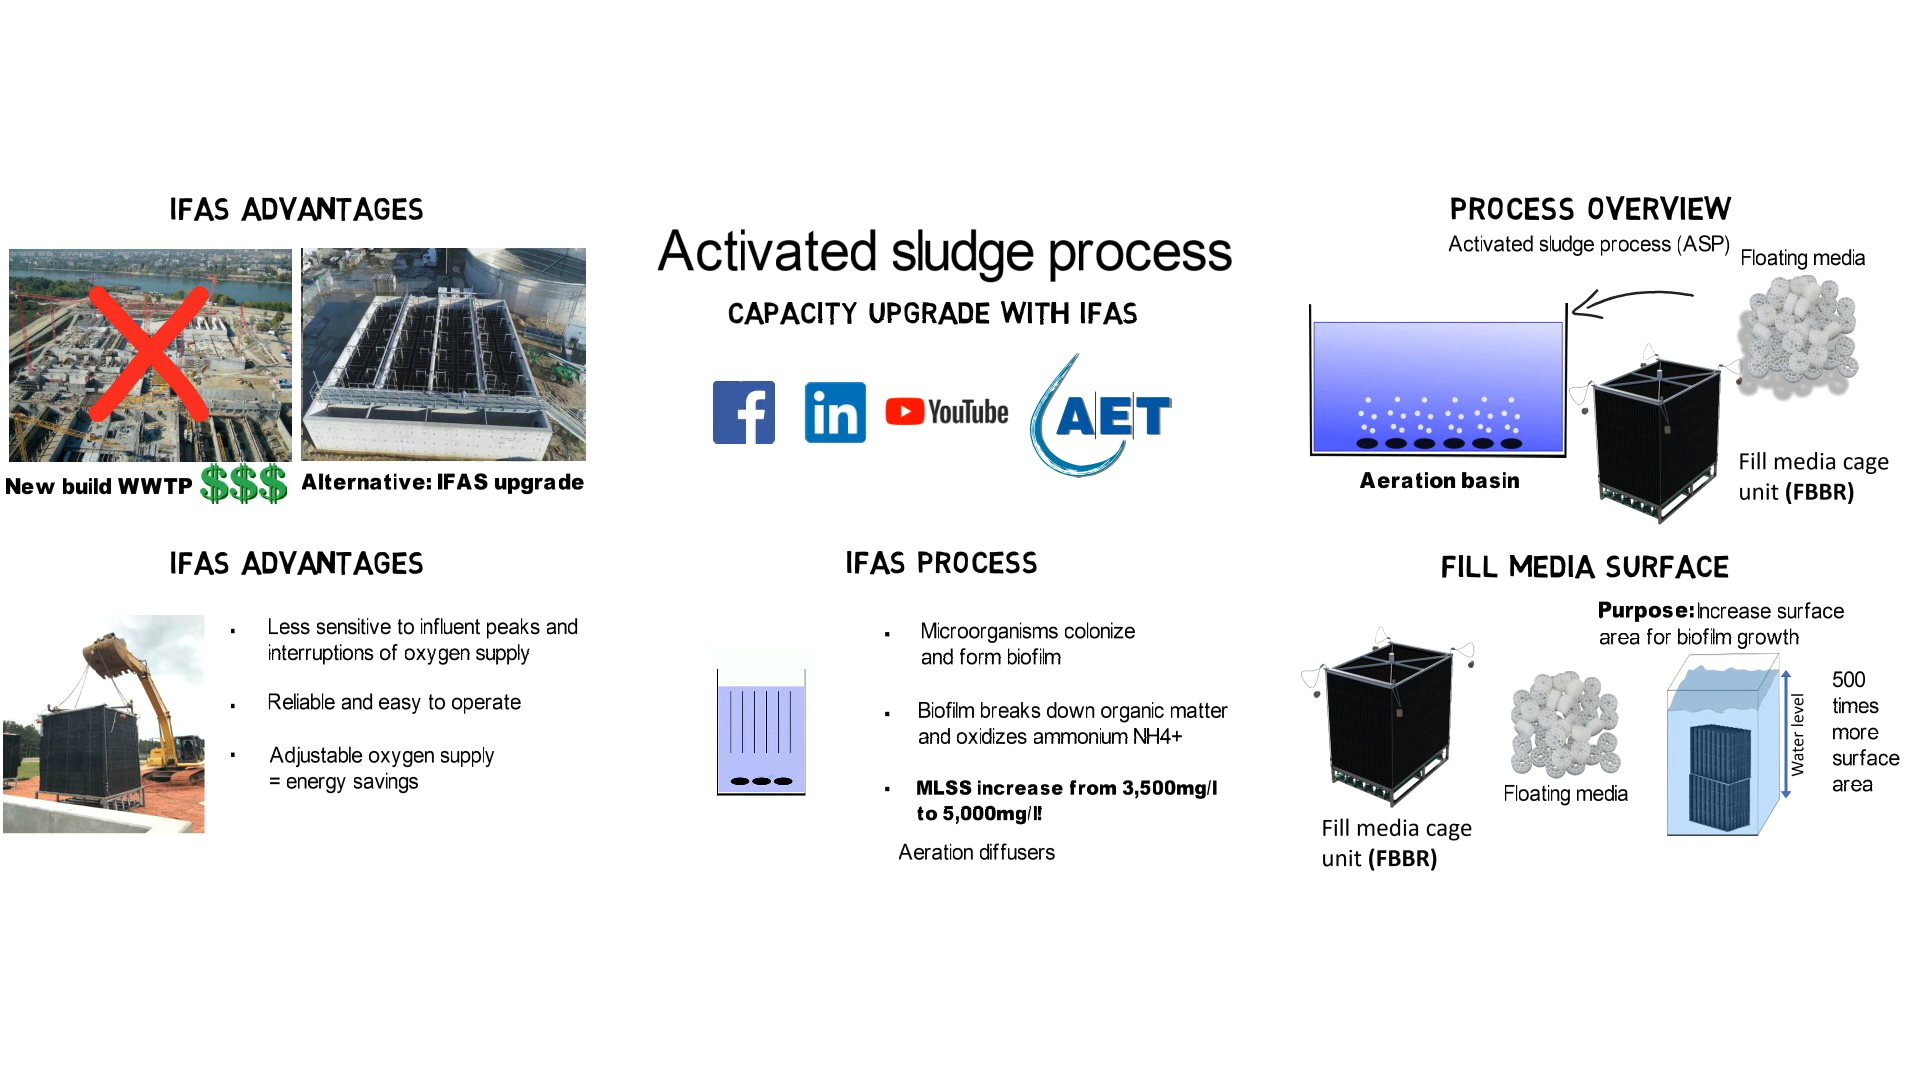 IFAS ADVANTAGES
New build WWTP $$$
Alternative: IFAS upgrade
Activated sludge process
CAPACITY UPGRADE WITH IFAS
f
in
YouTube
AET
PROCESS OVERVIEW
Activated sludge process (ASP)
Floating media
Aeration basin
Fill media cage
unit (FBBR)
IFAS ADVANTAGES
▪ Less sensitive to influent peaks and
interruptions of oxygen supply
▪ Reliable and easy to operate
▪ Adjustable oxygen supply
= energy savings
IFAS PROCESS
▪ Microorganisms colonize
and form biofilm
▪ Biofilm breaks down organic matter
and oxidizes ammonium NH4+
▪ MLSS increase from 3,500mg/l
to 5,000mg/l!
Aeration diffusers
FILL MEDIA SURFACE
Purpose: Increase surface
area for biofilm growth
Fill media cage
unit (FBBR)
Floating media
Water level
500
times
more
surface
area